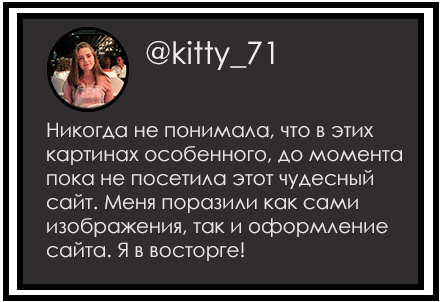 @kitty_71
Никогда не понимала, что в этих
картинах особенного, до момента
пока не посетила этот чудесный
сайт. Меня поразили как сами
изображения, так и оформление
сайта. Я в восторге!